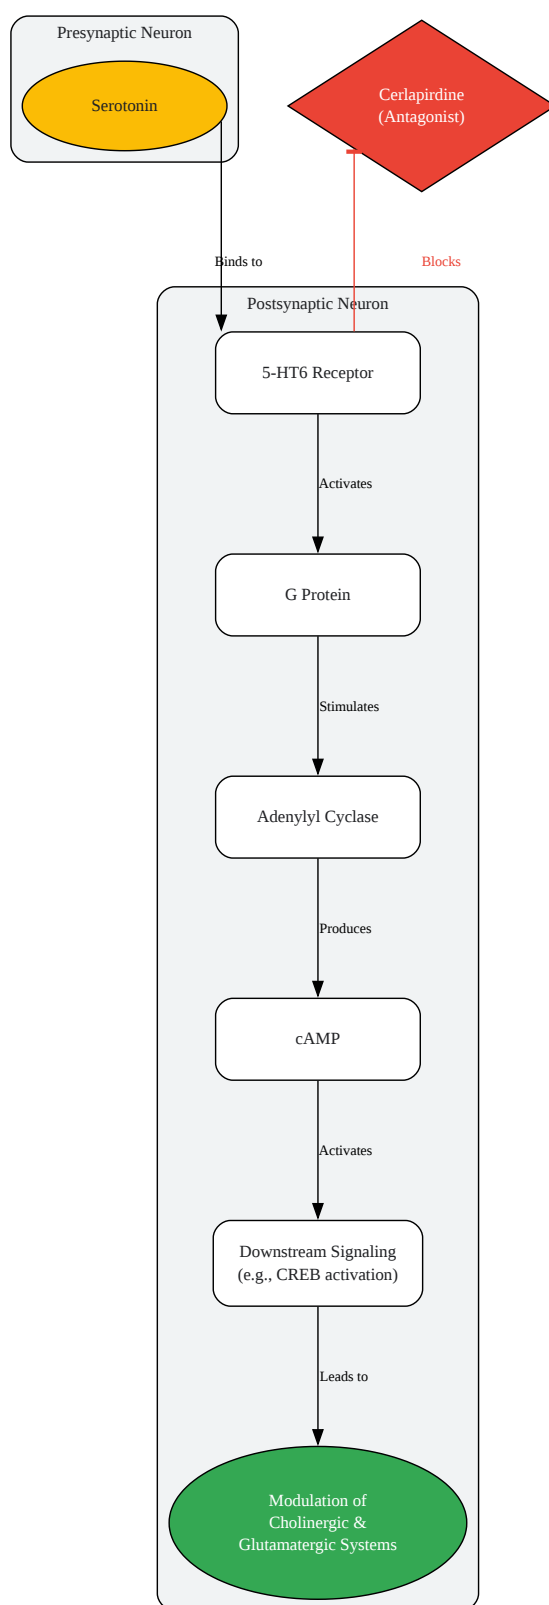 Presynaptic Neuron
Serotonin
Cerlapirdine
(Antagonist)
Binds to
Blocks
Postsynaptic Neuron
5-HT6 Receptor
Activates
G Protein
Stimulates
Adenylyl Cyclase
Produces
cAMP
Activates
Downstream Signaling
(e.g., CREB activation)
Leads to
Modulation of
Cholinergic &
Glutamatergic Systems